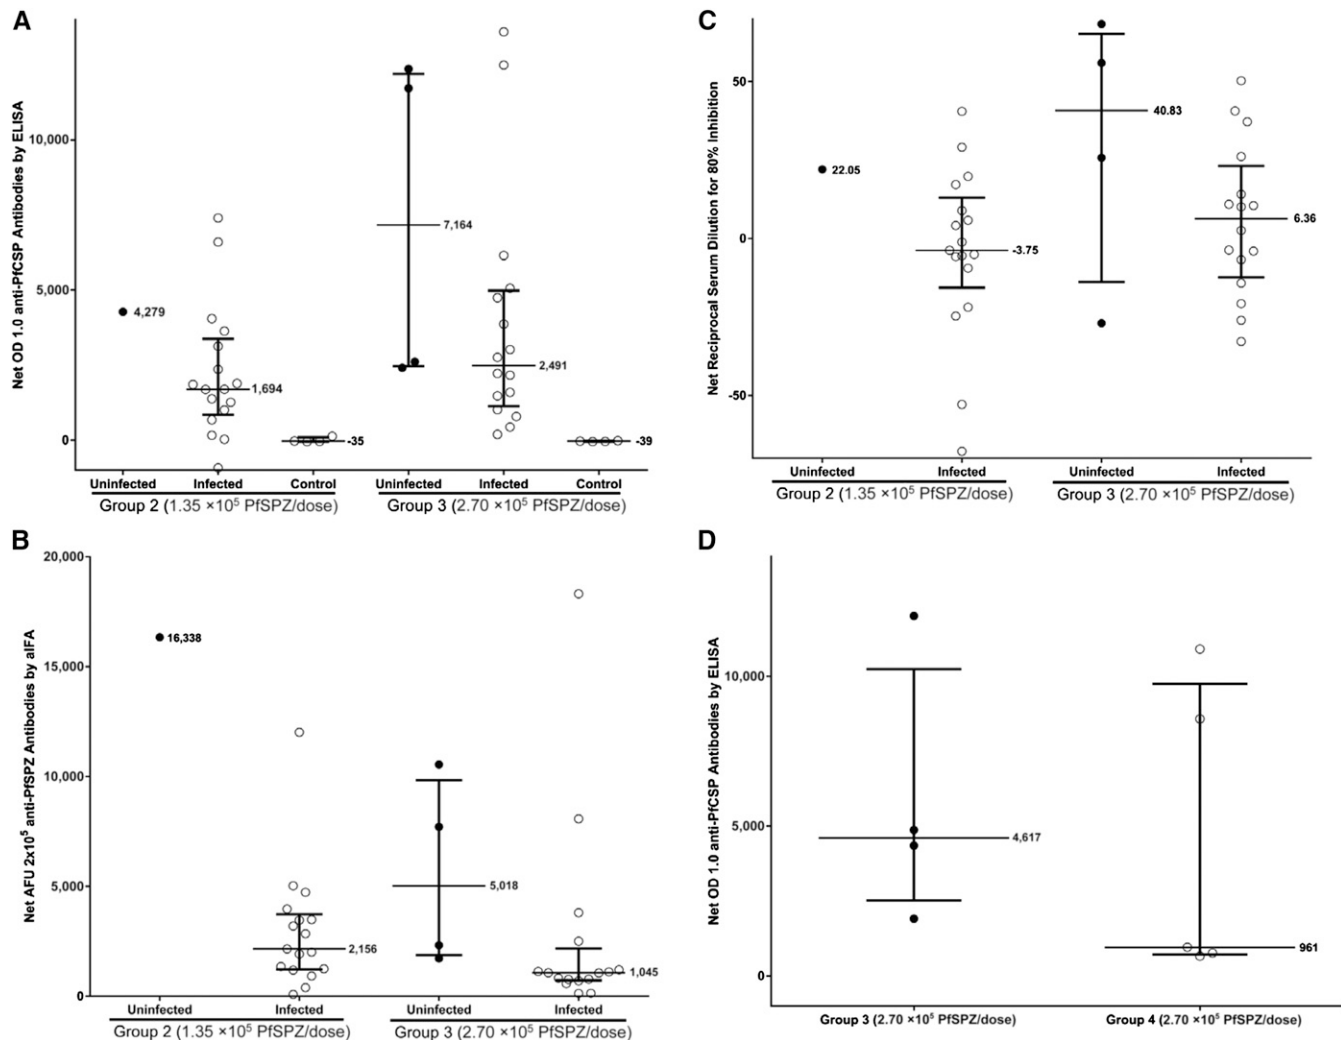 A
Net OD 1.0 anti-PfCSP Antibodies by ELISA
10,000
5,000
0
4,279
1,694
-35
7,164
2,491
-39
Uninfected Infected Control Uninfected Infected Control
Group 2 (1.35 ×10⁵ PfSPZ/dose) Group 3 (2.70 ×10⁵ PfSPZ/dose)
C
Net Reciprocal Serum Dilution for 80% Inhibition
50
0
-50
22.05
-3.75
40.83
6.36
Uninfected Infected Uninfected Infected
Group 2 (1.35 ×10⁵ PfSPZ/dose) Group 3 (2.70 ×10⁵ PfSPZ/dose)
B
Net AFU 2x10⁵ anti-PfSPZ Antibodies by aIFA
20,000
15,000
10,000
5,000
0
16,338
2,156
5,018
1,045
Uninfected Infected Uninfected Infected
Group 2 (1.35 ×10⁵ PfSPZ/dose) Group 3 (2.70 ×10⁵ PfSPZ/dose)
D
Net OD 1.0 anti-PfCSP Antibodies by ELISA
10,000
5,000
0
4,617
961
Group 3 (2.70 ×10⁵ PfSPZ/dose) Group 4 (2.70 ×10⁵ PfSPZ/dose)